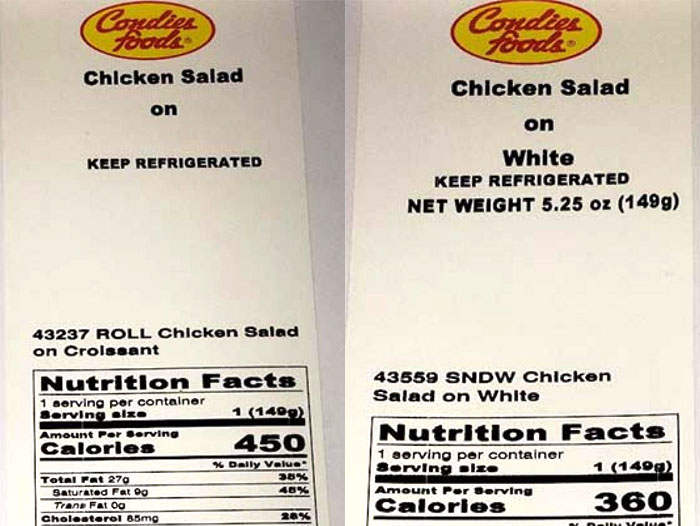 Condies
foods®
Chicken Salad
on
KEEP REFRIGERATED
43237 ROLL Chicken Salad
on Croissant
Nutrition Facts
1 serving per container
Serving size 1 (149g)
Amount Per Serving
Calories 450
% Daily Value*
Total Fat 27g 35%
Saturated Fat 9g 45%
Trans Fat 0g
Cholesterol 85mg 28%
Condies
foods®
Chicken Salad
on
White
KEEP REFRIGERATED
NET WEIGHT 5.25 oz (149g)
43559 SNDW Chicken
Salad on White
Nutrition Facts
1 serving per container
Serving size 1 (149g)
Amount Per Serving
Calories 360
% Daily Value*